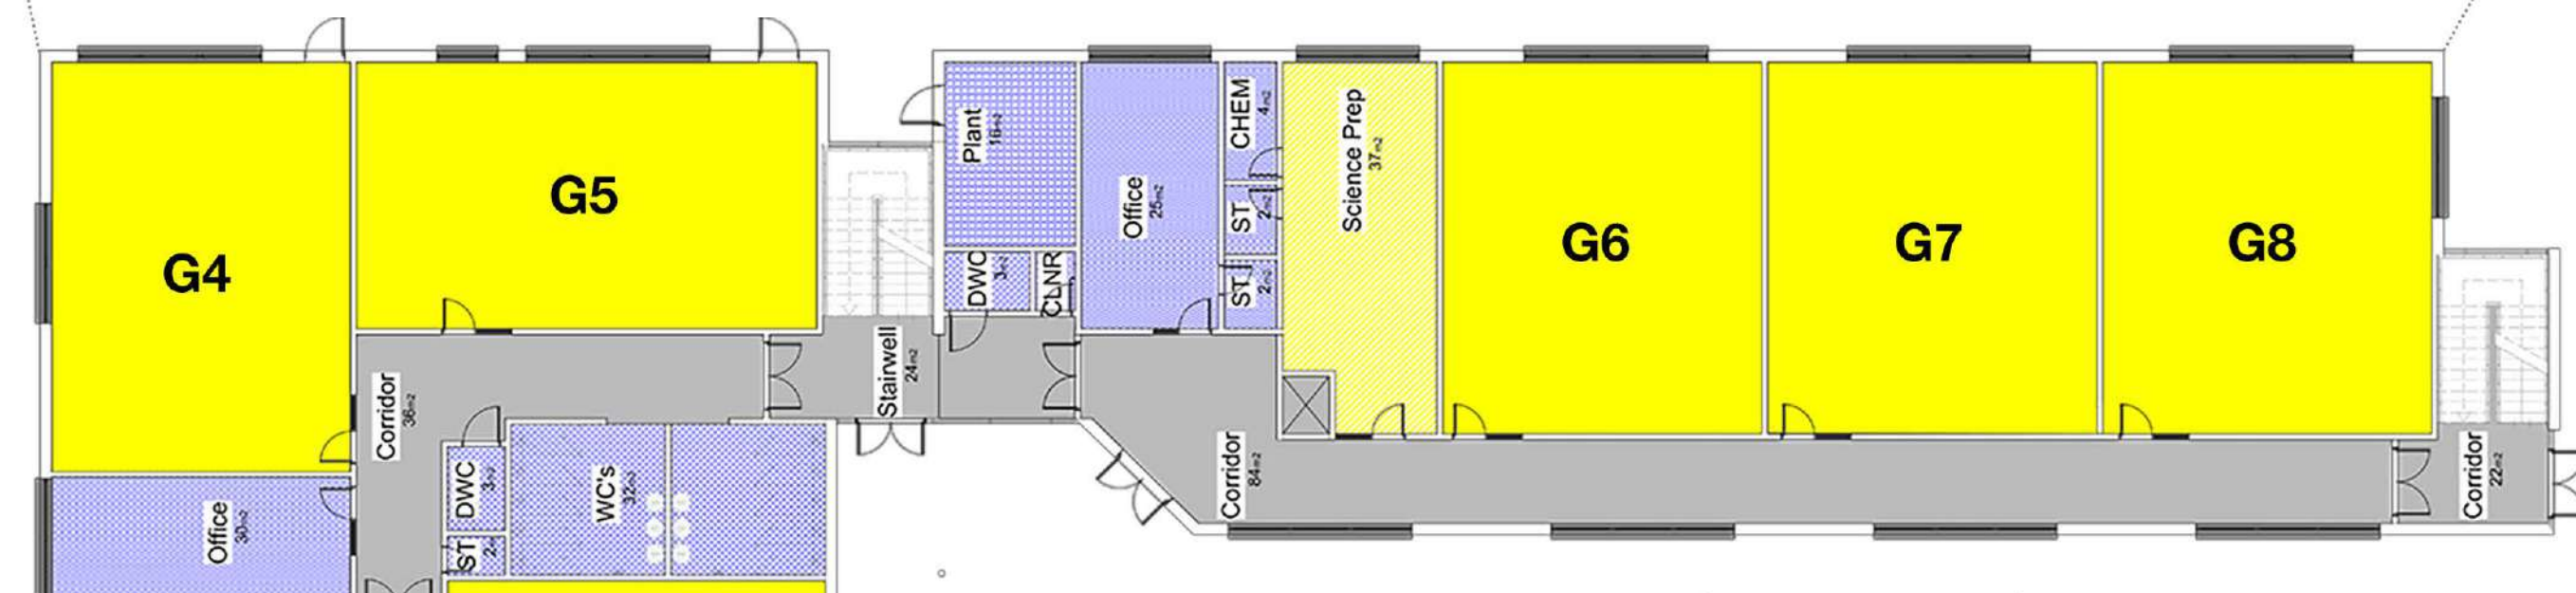 G4
G5
Plant
16m2
Office
25m2
CHEM
4m2
ST
2m2
ST
2m2
Science Prep
37m2
G6
G7
G8
DWC
3m2
CLNR
Stairwell
24m2
Corridor
36m2
Corridor
84m2
Corridor
22m2
Office
30m2
DWC
3m2
ST
2m2
WC's
32m2